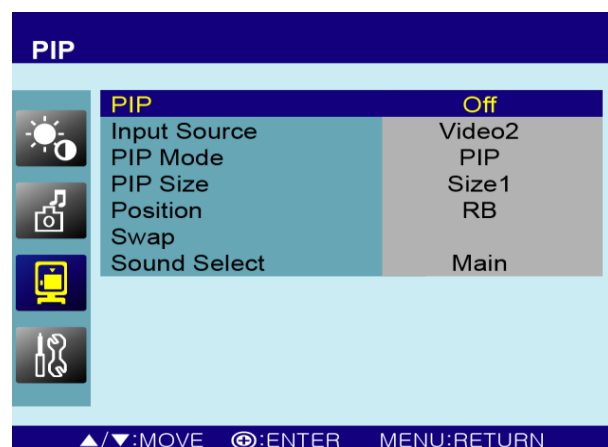 PIP
PIP Off
Input Source Video2
PIP Mode PIP
PIP Size Size1
Position RB
Swap
Sound Select Main
▲/▼:MOVE ⊕:ENTER MENU:RETURN